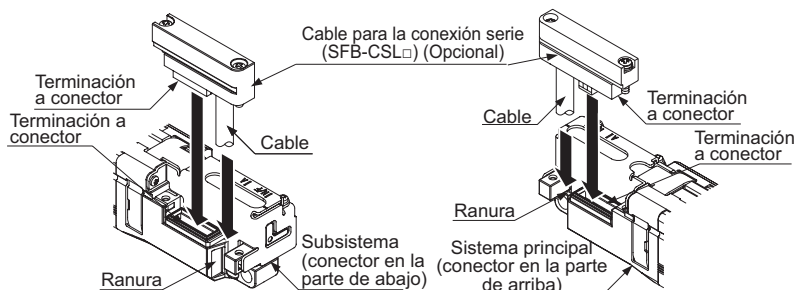 Cable para la conexión serie
(SFB-CSL□) (Opcional)
Terminación
a conector
Terminación a
conector
Cable
Ranura
Subsistema
(conector en la
parte de abajo)
Cable
Terminación
a conector
Terminación
a conector
Ranura
Sistema principal
(conector en la parte
de arriba)